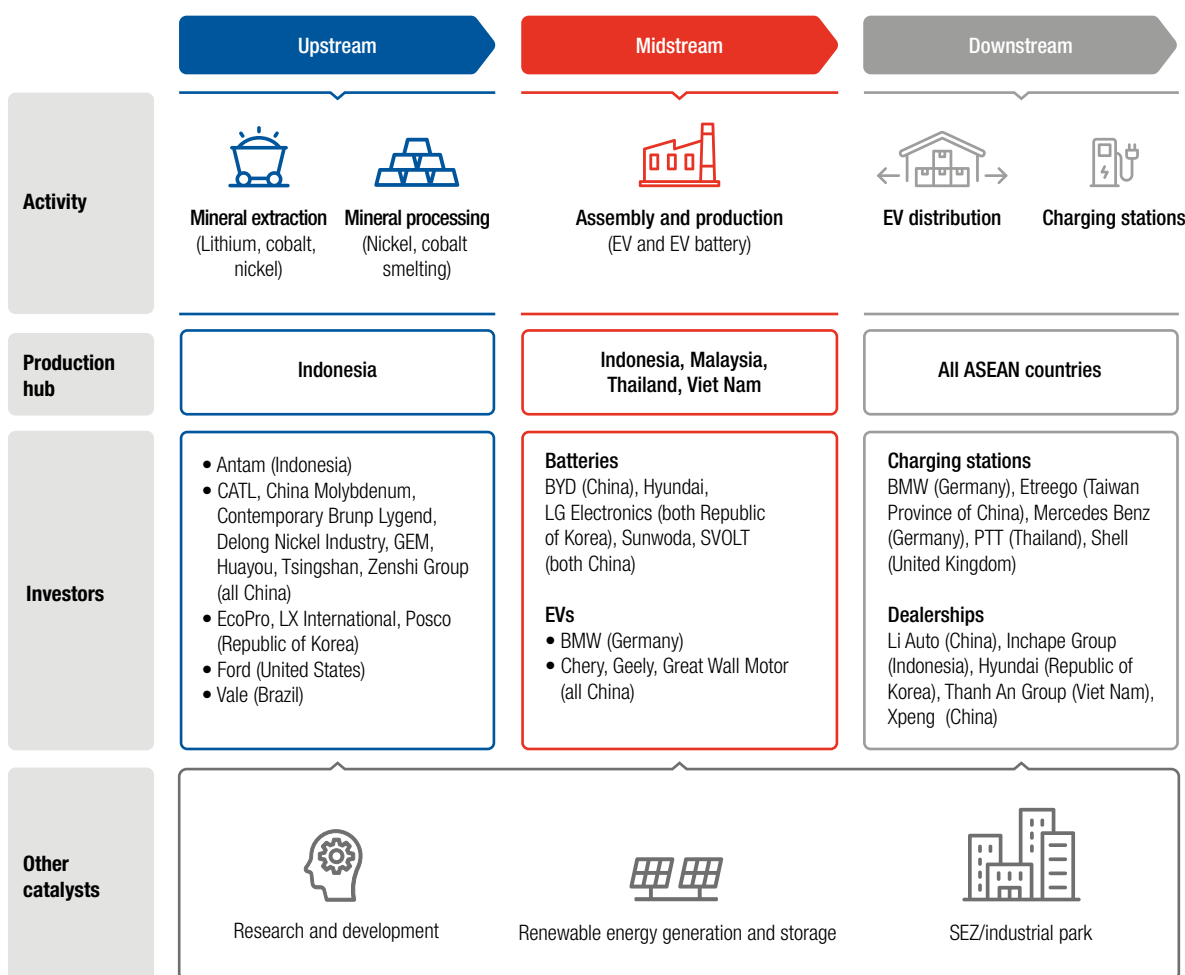 Upstream
Midstream
Downstream
Activity
Mineral extraction
(Lithium, cobalt,
nickel)
Mineral processing
(Nickel, cobalt
smelting)
Assembly and production
(EV and EV battery)
EV distribution
Charging stations
Production
hub
Indonesia
Indonesia, Malaysia,
Thailand, Viet Nam
All ASEAN countries
Investors
• Antam (Indonesia)
• CATL, China Molybdenum,
Contemporary Brunp Lygend,
Delong Nickel Industry, GEM,
Huayou, Tsingshan, Zenshi Group
(all China)
• EcoPro, LX International, Posco
(Republic of Korea)
• Ford (United States)
• Vale (Brazil)
Batteries
BYD (China), Hyundai,
LG Electronics (both Republic
of Korea), Sunwoda, SVOLT
(both China)
EVs
• BMW (Germany)
• Chery, Geely, Great Wall Motor
(all China)
Charging stations
BMW (Germany), Etreego (Taiwan
Province of China), Mercedes Benz
(Germany), PTT (Thailand), Shell
(United Kingdom)
Dealerships
Li Auto (China), Inchape Group
(Indonesia), Hyundai (Republic of
Korea), Thanh An Group (Viet Nam),
Xpeng (China)
Other
catalysts
Research and development
Renewable energy generation and storage
SEZ/industrial park